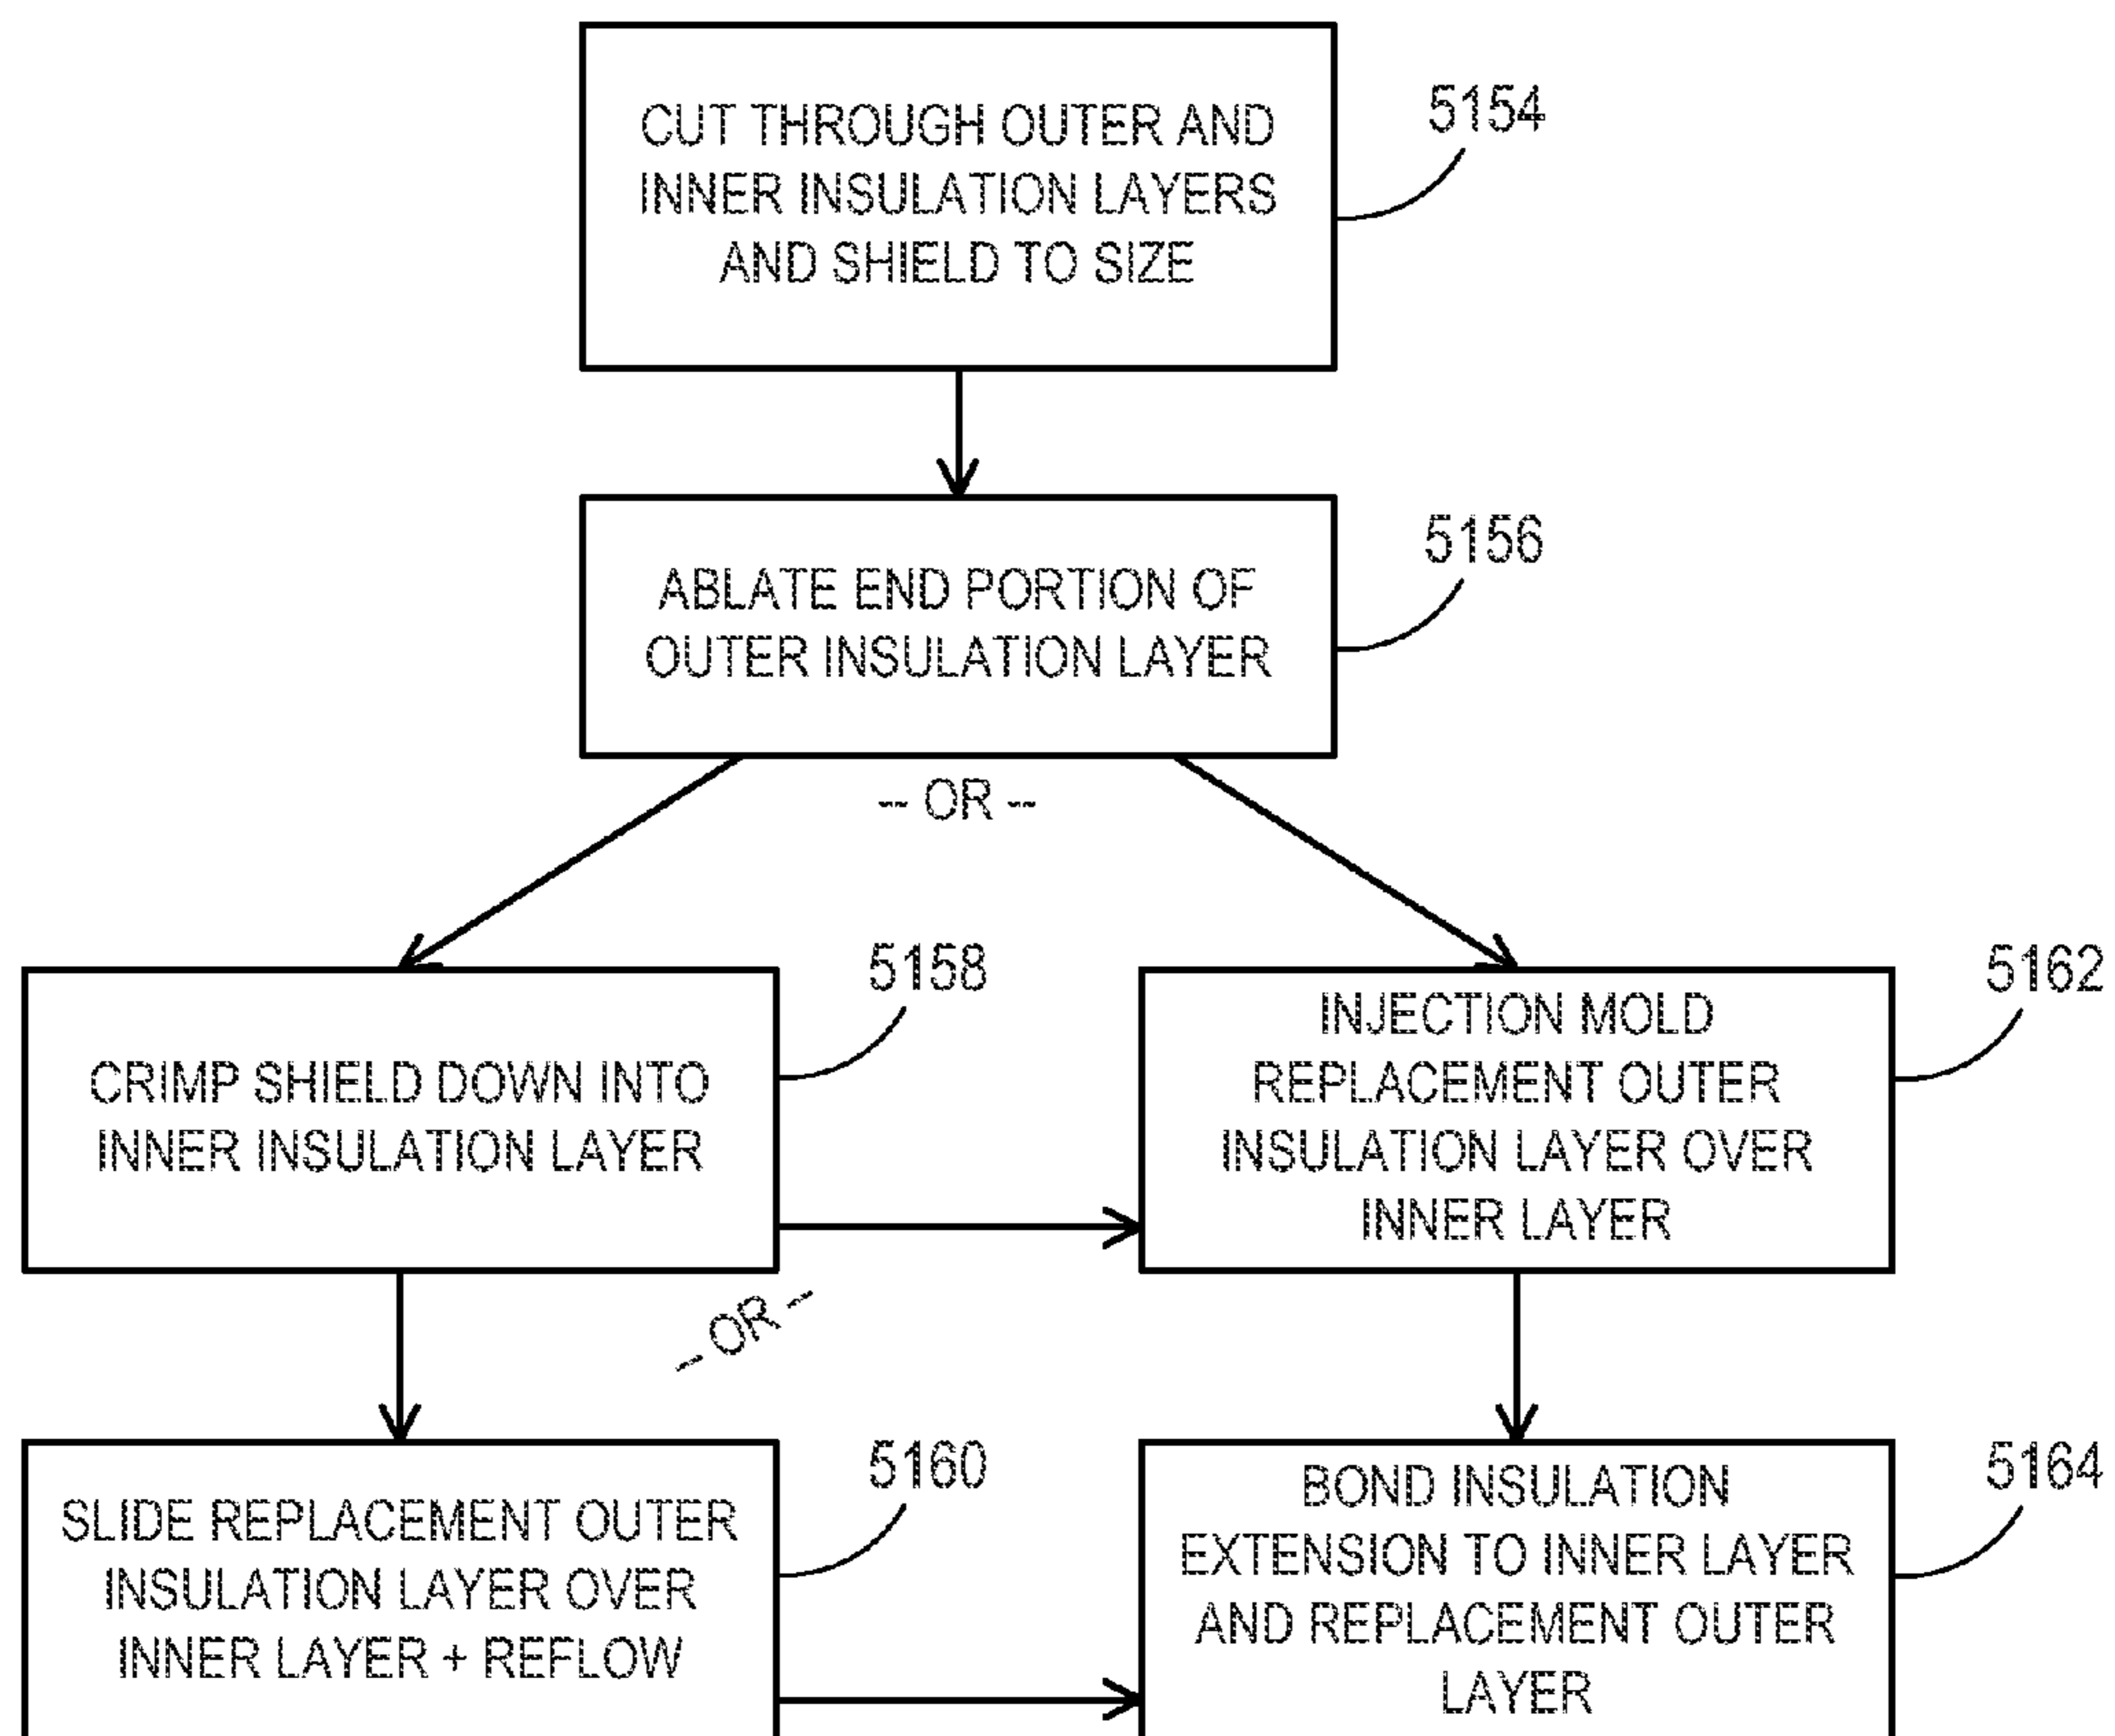 CUT THROUGH OUTER AND
INNER INSULATION LAYERS
AND SHIELD TO SIZE
5154
ABLATE END PORTION OF
OUTER INSULATION LAYER
5156
-- OR --
CRIMP SHIELD DOWN INTO
INNER INSULATION LAYER
5158
INJECTION MOLD
REPLACEMENT OUTER
INSULATION LAYER OVER
INNER LAYER
5162
-- OR --
SLIDE REPLACEMENT OUTER
INSULATION LAYER OVER
INNER LAYER + REFLOW
5160
BOND INSULATION
EXTENSION TO INNER LAYER
AND REPLACEMENT OUTER
LAYER
5164